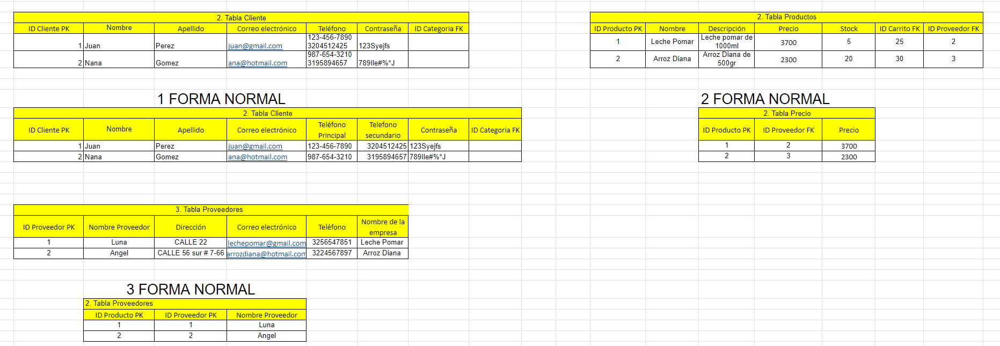 2. Tabla Cliente
ID Cliente PK Nombre Apellido Correo electrónico Teléfono Contraseña ID Categoria FK
1 Juan Perez juan@gmail.com 123-456-7890 3204512425 123Syejfs
2 Nana Gomez ana@hotmail.com 987-654-3210 3195894657 789Ile#%*J
2. Tabla Productos
ID Producto PK Nombre Descripción Precio Stock ID Carrito FK ID Proveedor FK
1 Leche Pomar Leche pomar de 1000ml 3700 5 25 2
2 Arroz Diana Arroz Diana de 500gr 2300 20 30 3
1 FORMA NORMAL
2. Tabla Cliente
ID Cliente PK Nombre Apellido Correo electrónico Teléfono Principal Telefono secundario Contraseña ID Categoria FK
1 Juan Perez juan@gmail.com 123-456-7890 3204512425 123Syejfs
2 Nana Gomez ana@hotmail.com 987-654-3210 3195894657 789Ile#%*J
2 FORMA NORMAL
2. Tabla Precio
ID Producto PK ID Proveedor FK Precio
1 2 3700
2 3 2300
3. Tabla Proveedores
ID Proveedor PK Nombre Proveedor Dirección Correo electrónico Teléfono Nombre de la empresa
1 Luna CALLE 22 lechepomar@gmail.com 3256547851 Leche Pomar
2 Angel CALLE 56 sur # 7-66 arrozdiana@hotmail.com 3224567897 Arroz Diana
3 FORMA NORMAL
2. Tabla Proveedores
ID Producto PK ID Proveedor PK Nombre Proveedor
1 1 Luna
2 2 Angel